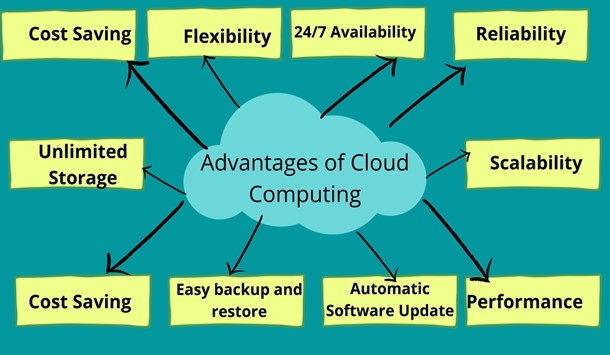 Cost Saving
Flexibility
24/7 Availability
Reliability
Unlimited
Storage
Advantages of Cloud
Computing
Scalability
Cost Saving
Easy backup and
restore
Automatic
Software Update
Performance